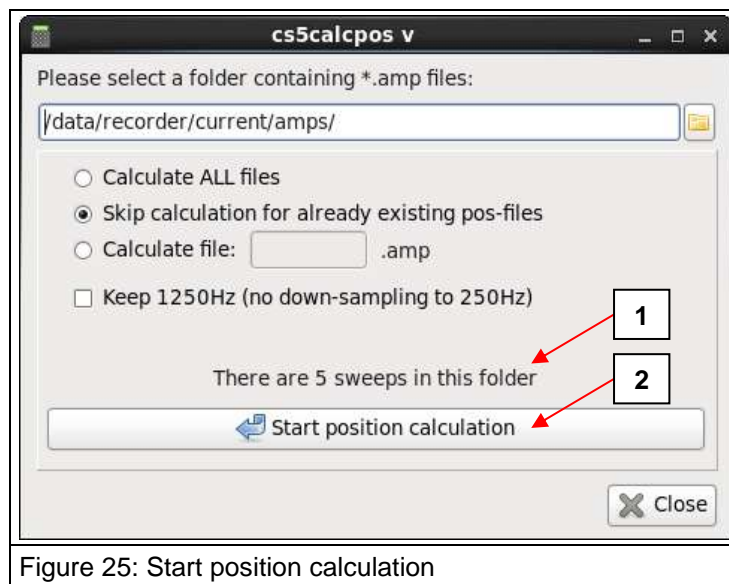 cs5calcpos v
Please select a folder containing *.amp files:
/data/recorder/current/amps/
Calculate ALL files
Skip calculation for already existing pos-files
Calculate file: .amp
Keep 1250Hz (no down-sampling to 250Hz)
1
There are 5 sweeps in this folder
2
Start position calculation
Close
Figure 25: Start position calculation